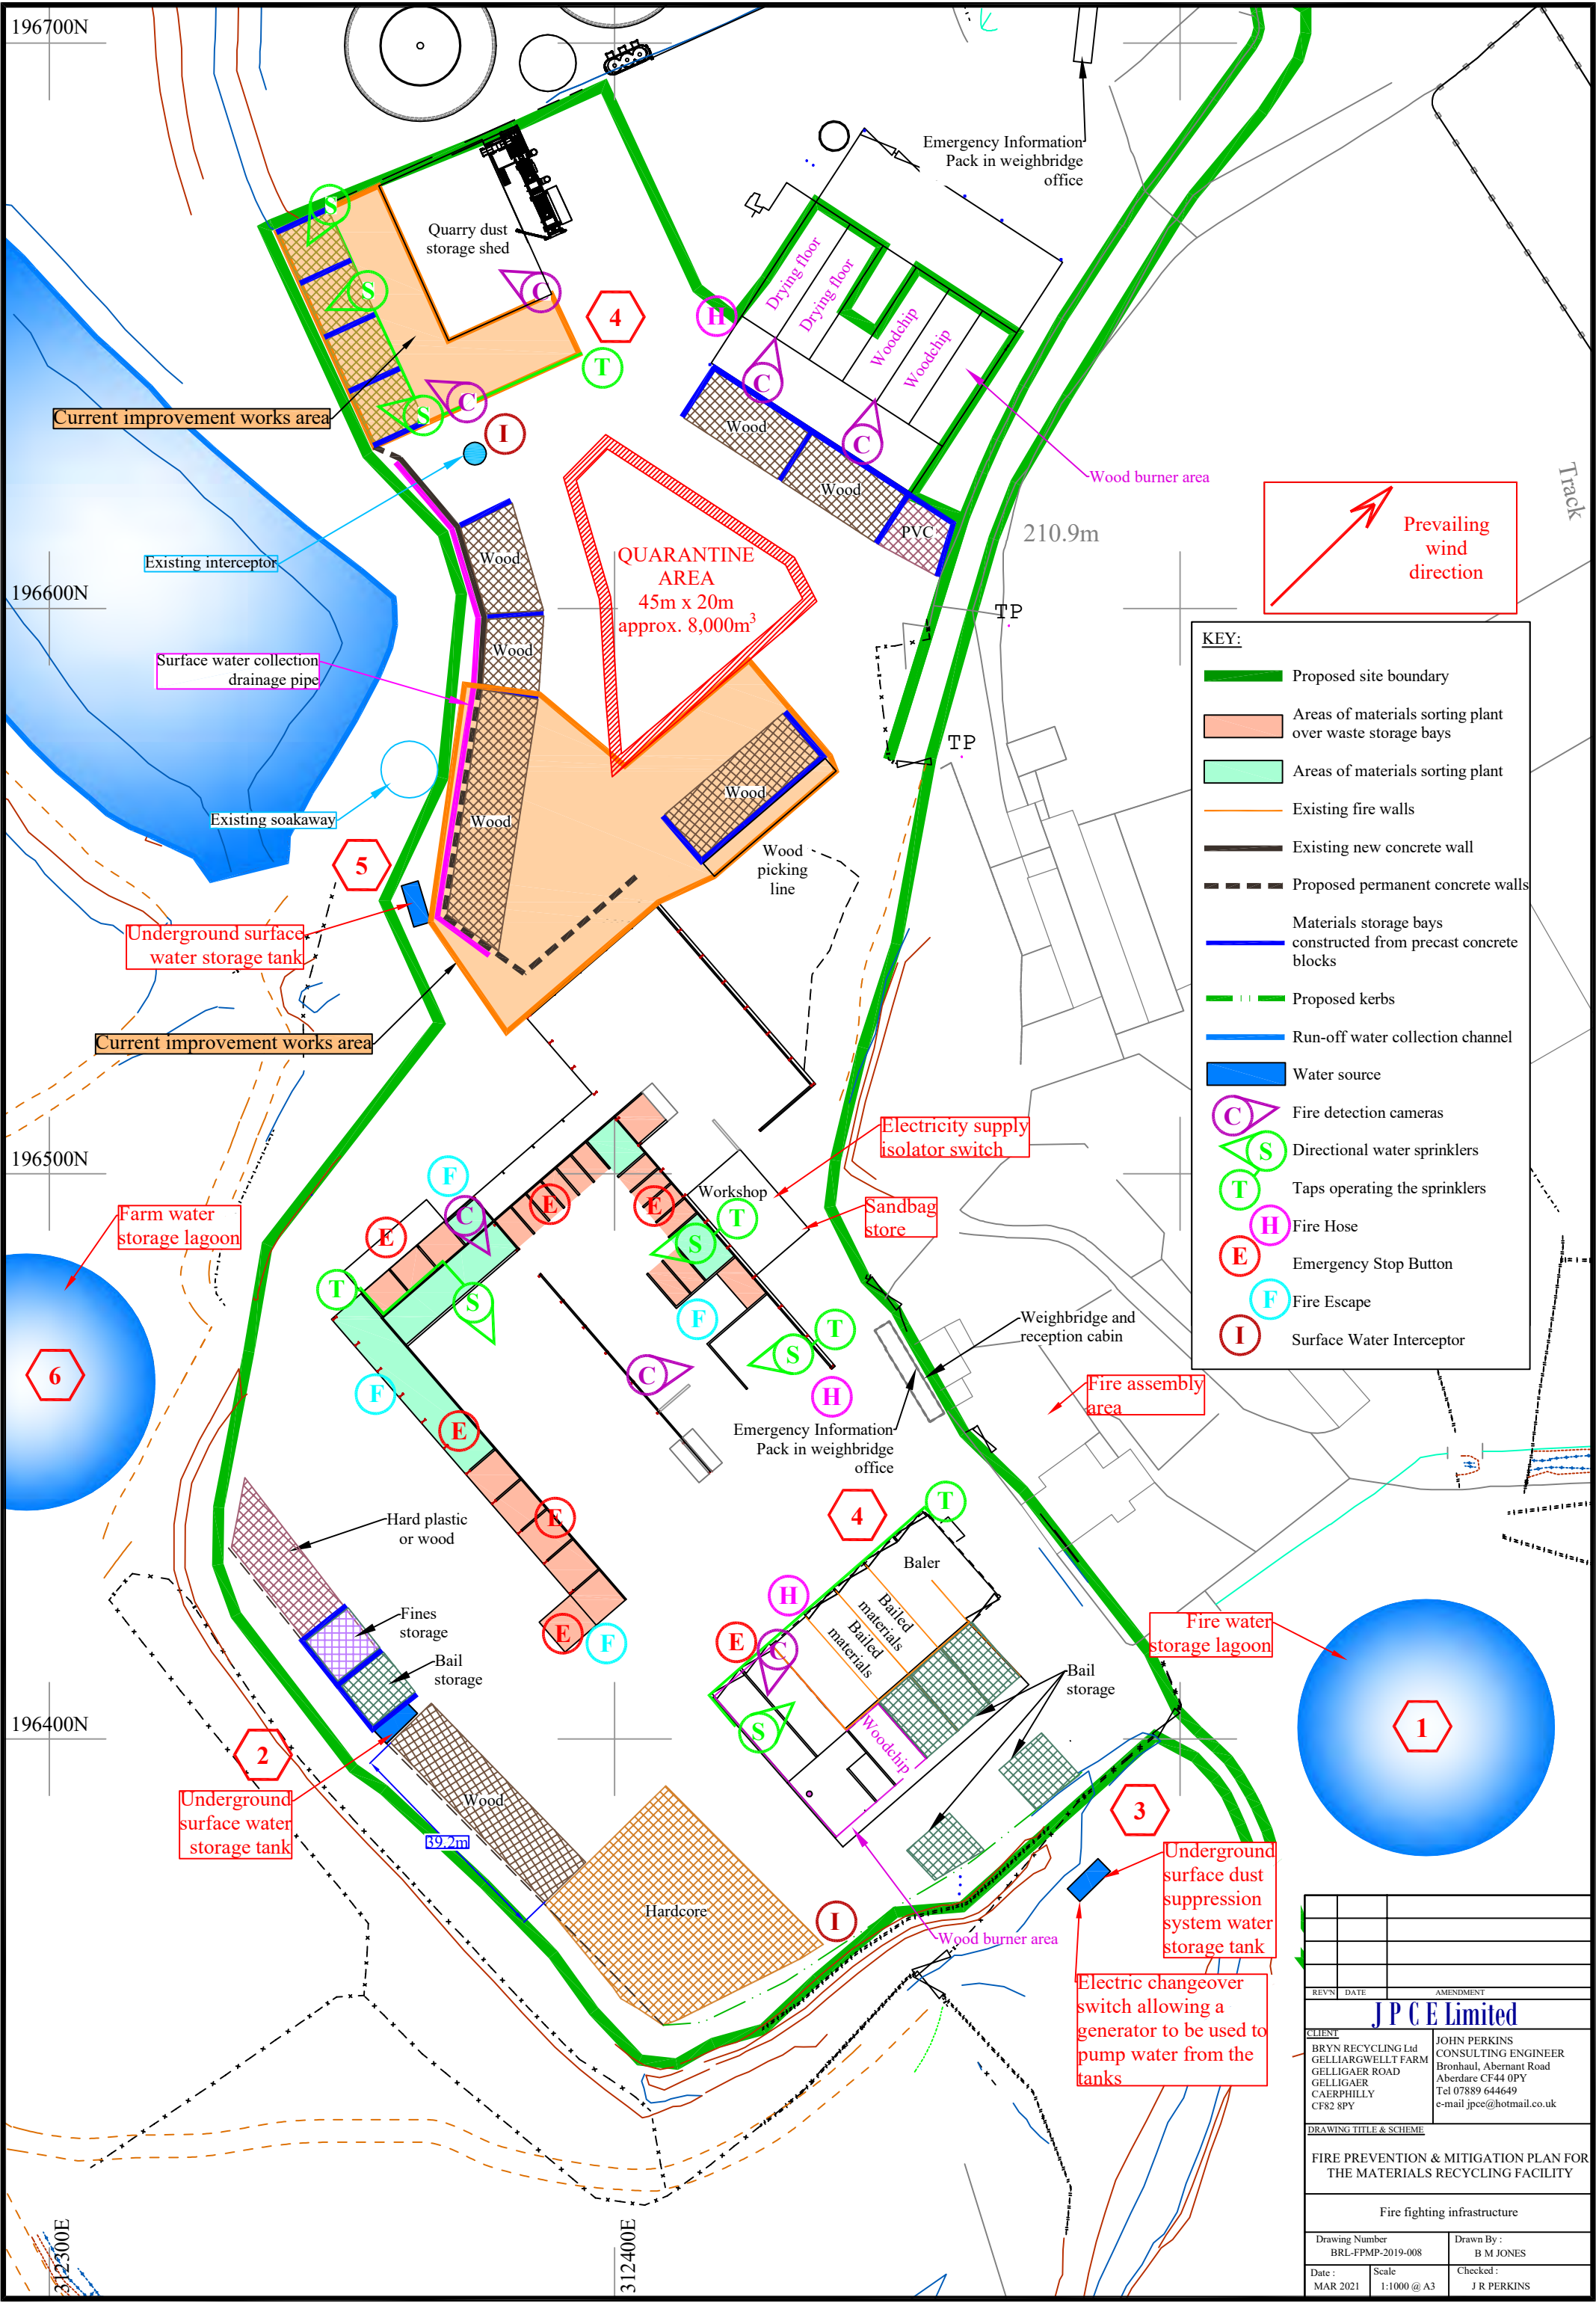 196700N
Emergency Information
Pack in weighbridge
office
S
Quarry dust
storage shed
Drying floor
Drying floor
Woodchip
Woodchip
S
C
4
H
T
C
C
S
C
I
Current improvement works area
Wood
Wood
PVC
Wood burner area
210.9m
Track
Prevailing
wind
direction
Existing interceptor
Wood
QUARANTINE
AREA
45m x 20m
approx. 8,000m³
196600N
TP
Wood
Surface water collection
drainage pipe
TP
Wood
Wood
Existing soakaway
5
Wood
picking
line
Underground surface
water storage tank
Current improvement works area
KEY:
Proposed site boundary
Areas of materials sorting plant
over waste storage bays
Areas of materials sorting plant
Existing fire walls
Existing new concrete wall
Proposed permanent concrete walls
Materials storage bays
constructed from precast concrete
blocks
Proposed kerbs
Run-off water collection channel
Water source
C Fire detection cameras
S Directional water sprinklers
T Taps operating the sprinklers
H Fire Hose
E Emergency Stop Button
F Fire Escape
I Surface Water Interceptor
196500N
Electricity supply
isolator switch
F
Workshop
E
E
C
T
Sandbag
store
Farm water
storage lagoon
E
S
T
S
F
T
Weighbridge and
reception cabin
S
6
C
F
H
Fire assembly
area
E
Emergency Information
Pack in weighbridge
office
Hard plastic
or wood
E
4
T
Baler
H
Bailed
materials
Bailed
materials
Fines
storage
E
F
E
C
Fire water
storage lagoon
Bail
storage
Bail
storage
196400N
2
S
Woodchip
1
Underground
surface water
storage tank
Wood
39.2m
3
Underground
surface dust
suppression
system water
storage tank
Hardcore
I
Wood burner area
Electric changeover
switch allowing a
generator to be used to
pump water from the
tanks
REV'N DATE AMENDMENT
J P C E Limited
CLIENT
BRYN RECYCLING Ltd
GELLIARGWELLT FARM
GELLIGAER ROAD
GELLIGAER
CAERPHILLY
CF82 8PY
JOHN PERKINS
CONSULTING ENGINEER
Bronhaul, Abernant Road
Aberdare CF44 0PY
Tel 07889 644649
e-mail jpce@hotmail.co.uk
DRAWING TITLE & SCHEME
FIRE PREVENTION & MITIGATION PLAN FOR
THE MATERIALS RECYCLING FACILITY
Fire fighting infrastructure
Drawing Number
BRL-FPMP-2019-008
Drawn By :
B M JONES
Date :
MAR 2021
Scale
1:1000 @ A3
Checked :
J R PERKINS
312300E
312400E